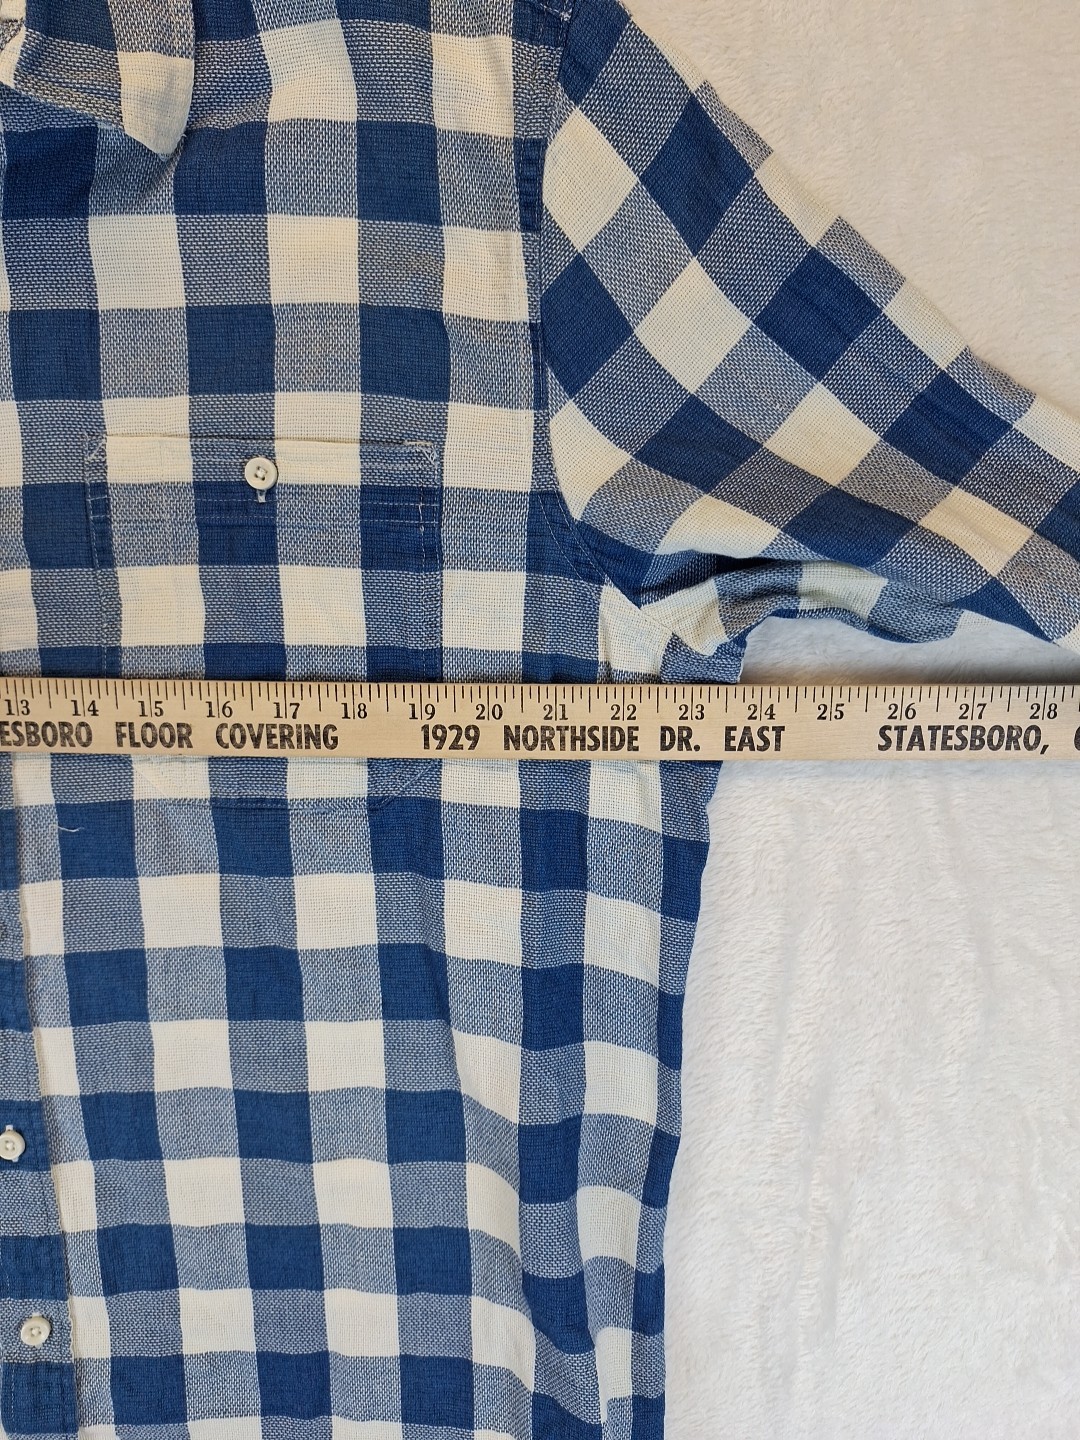 13 14 15 16 17 18 19 20 21 22 23 24 25 26 27 28
ESBORO FLOOR COVERING 1929 NORTHSIDE DR. EAST STATESBORO,